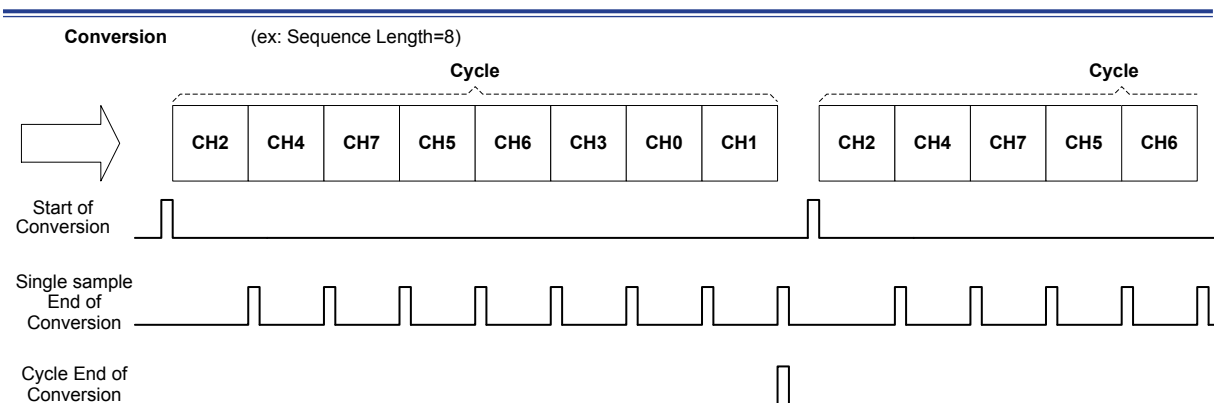 Conversion (ex: Sequence Length=8)
Cycle Cycle
CH2 CH4 CH7 CH5 CH6 CH3 CH0 CH1 CH2 CH4 CH7 CH5 CH6
Start of
Conversion
Single sample
End of
Conversion
Cycle End of
Conversion